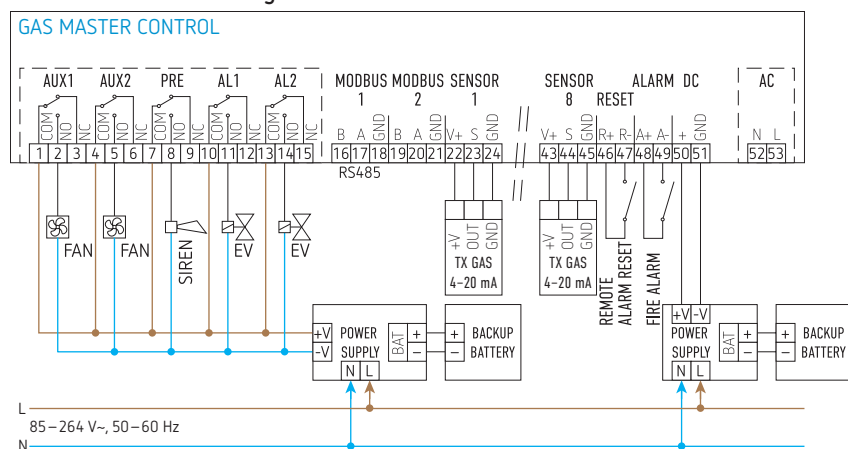 GAS MASTER CONTROL
AUX1 AUX2 PRE AL1 AL2 MODBUS MODBUS SENSOR SENSOR ALARM DC AC
1 2 1 8 RESET
COM NO NC COM NO NC COM NO NC COM NO NC COM NO NC B A GND B A GND V+ S GND V+ S GND R+ R- A+ A- + GND N L
1 2 3 4 5 6 7 8 9 10 11 12 13 14 15 16 17 18 19 20 21 22 23 24 // 43 44 45 46 47 48 49 50 51 52 53
RS485
//
FAN FAN SIREN EV EV
+V OUT GND +V OUT GND
TX GAS TX GAS
4–20 mA 4–20 mA
REMOTE
ALARM RESET
FIRE ALARM
+V POWER BAT + + BACKUP
-V SUPPLY – – BATTERY
N L
+V -V
POWER BAT + + BACKUP
SUPPLY – – BATTERY
N L
L
85–264 V~, 50–60 Hz
N